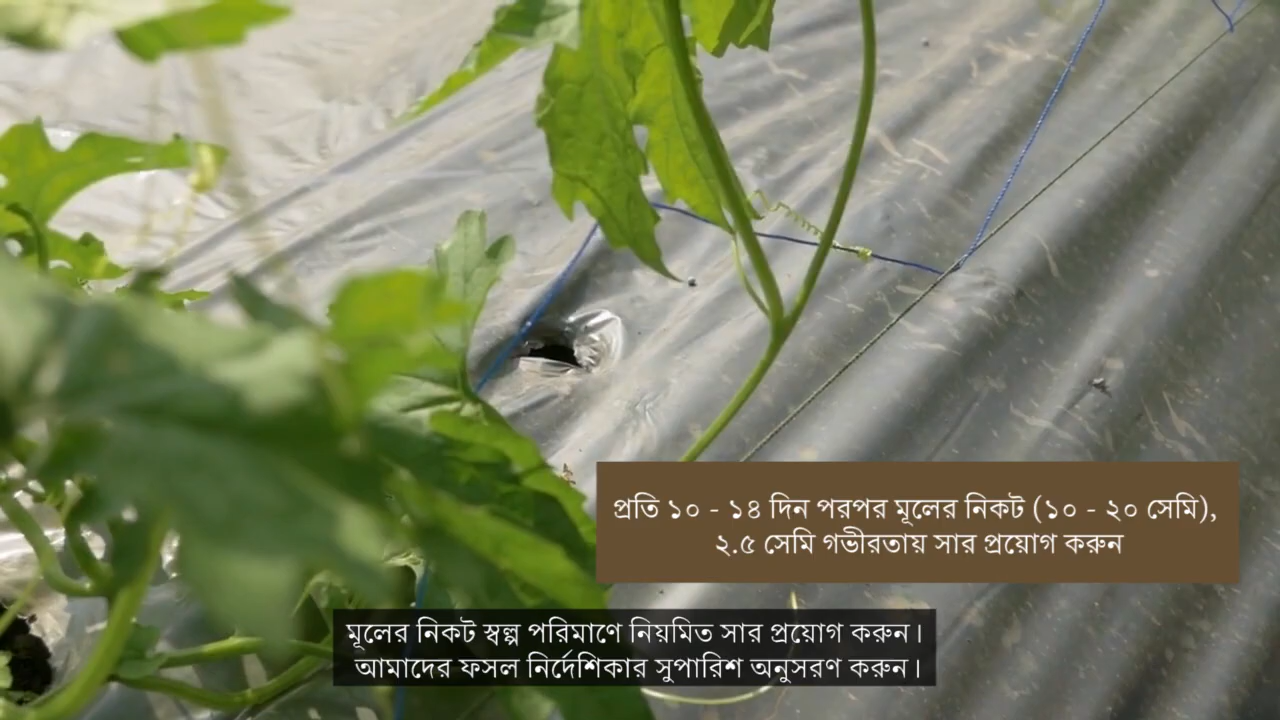 প্রতি ১০ - ১৪ দিন পরপর মূলের নিকট (১০ - ২০ সেমি),
২.৫ সেমি গভীরতায় সার প্রয়োগ করুন
মূলের নিকট স্বল্প পরিমাণে নিয়মিত সার প্রয়োগ করুন।
আমাদের ফসল নির্দেশিকার সুপারিশ অনুসরণ করুন।